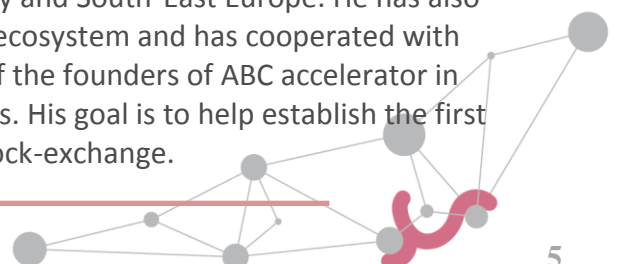 y and South-East Europe. He has also
ecosystem and has cooperated with
f the founders of ABC accelerator in
s. His goal is to help establish the first
ock-exchange.
5